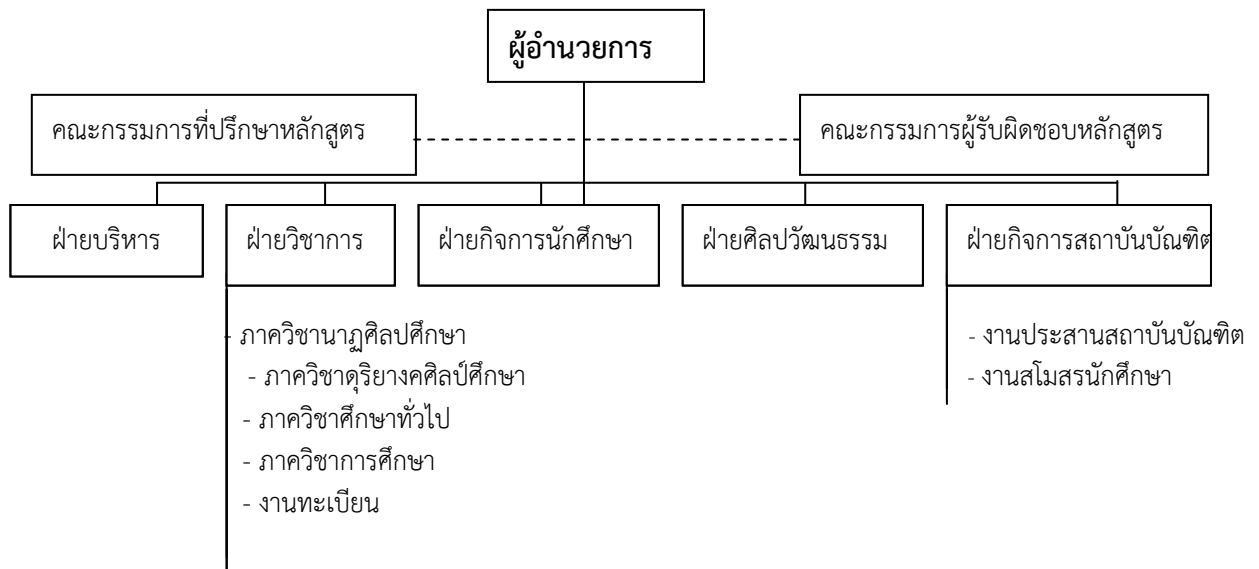 ผู้อำนวยการ
คณะกรรมการที่ปรึกษาหลักสูตร
คณะกรรมการผู้รับผิดชอบหลักสูตร
ฝ่ายบริหาร
ฝ่ายวิชาการ
ฝ่ายกิจการนักศึกษา
ฝ่ายศิลปวัฒนธรรม
ฝ่ายกิจการสถาบันบัณฑิต
- ภาควิชานาฏศิลปศึกษา
- ภาควิชาดุริยางคศิลป์ศึกษา
- ภาควิชาศึกษาทั่วไป
- ภาควิชาการศึกษา
- งานทะเบียน
- งานประสานสถาบันบัณฑิต
- งานสโมสรนักศึกษา